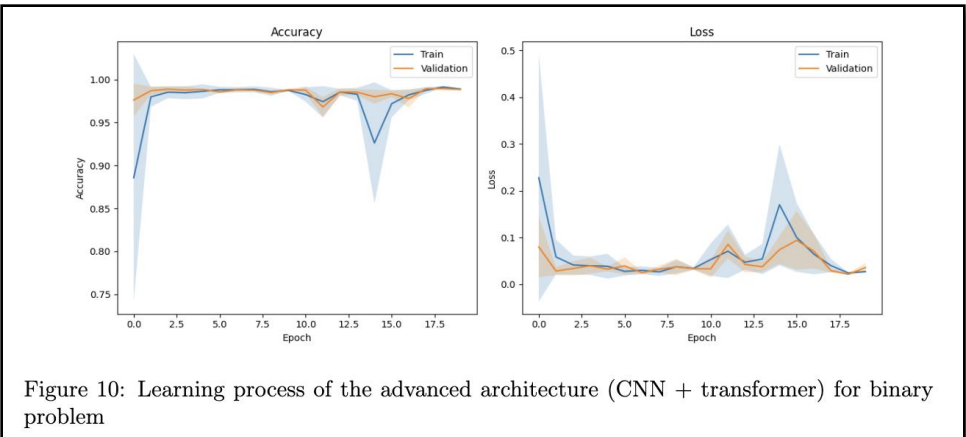 Accuracy
Train
Validation
1.00
0.95
0.90
0.85
0.80
0.75
Accuracy
0.0 2.5 5.0 7.5 10.0 12.5 15.0 17.5
Epoch
Loss
Train
Validation
0.5
0.4
0.3
0.2
0.1
0.0
Loss
0.0 2.5 5.0 7.5 10.0 12.5 15.0 17.5
Epoch
Figure 10: Learning process of the advanced architecture (CNN + transformer) for binary
problem